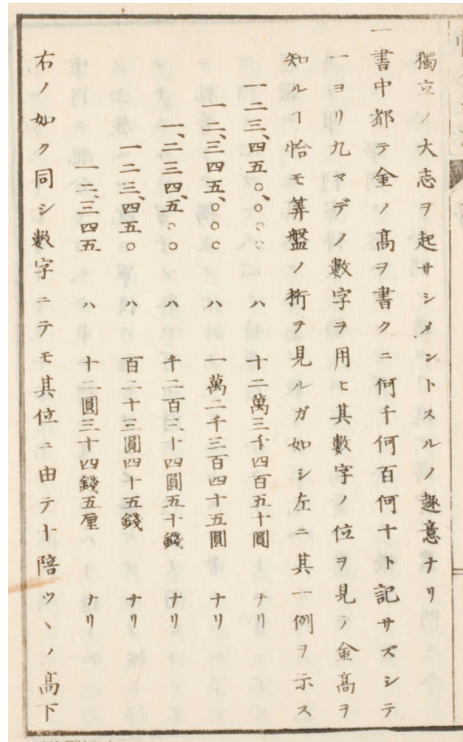 獨立ノ大志ヲ起サシメントスルノ趣意ナリ
一書中都テ金ノ高ヲ書クニ何千何百何十ト記サズシテ
一ヨリ九マデノ數字ヲ用ヒ其數字ノ位ヲ見テ金高ヲ
知ルヿ恰モ算盤ノ桁ヲ見ルガ如シ左ニ其一例ヲ示ス
一二三、四五〇、〇〇〇 ハ 十二萬三千四百五十圓 ナリ
一二、三四五、〇〇〇 ハ 一萬二千三百四十五圓 ナリ
一、二三四、五〇〇 ハ 千二百三十四圓五十錢 ナリ
一二三、四五〇 ハ 百二十三圓四十五錢 ナリ
一二、三四五 ハ 十二圓三十四錢五厘 ナリ
右ノ如ク同シ數字ニテモ其位ニ由テ十陪ツヽノ高下